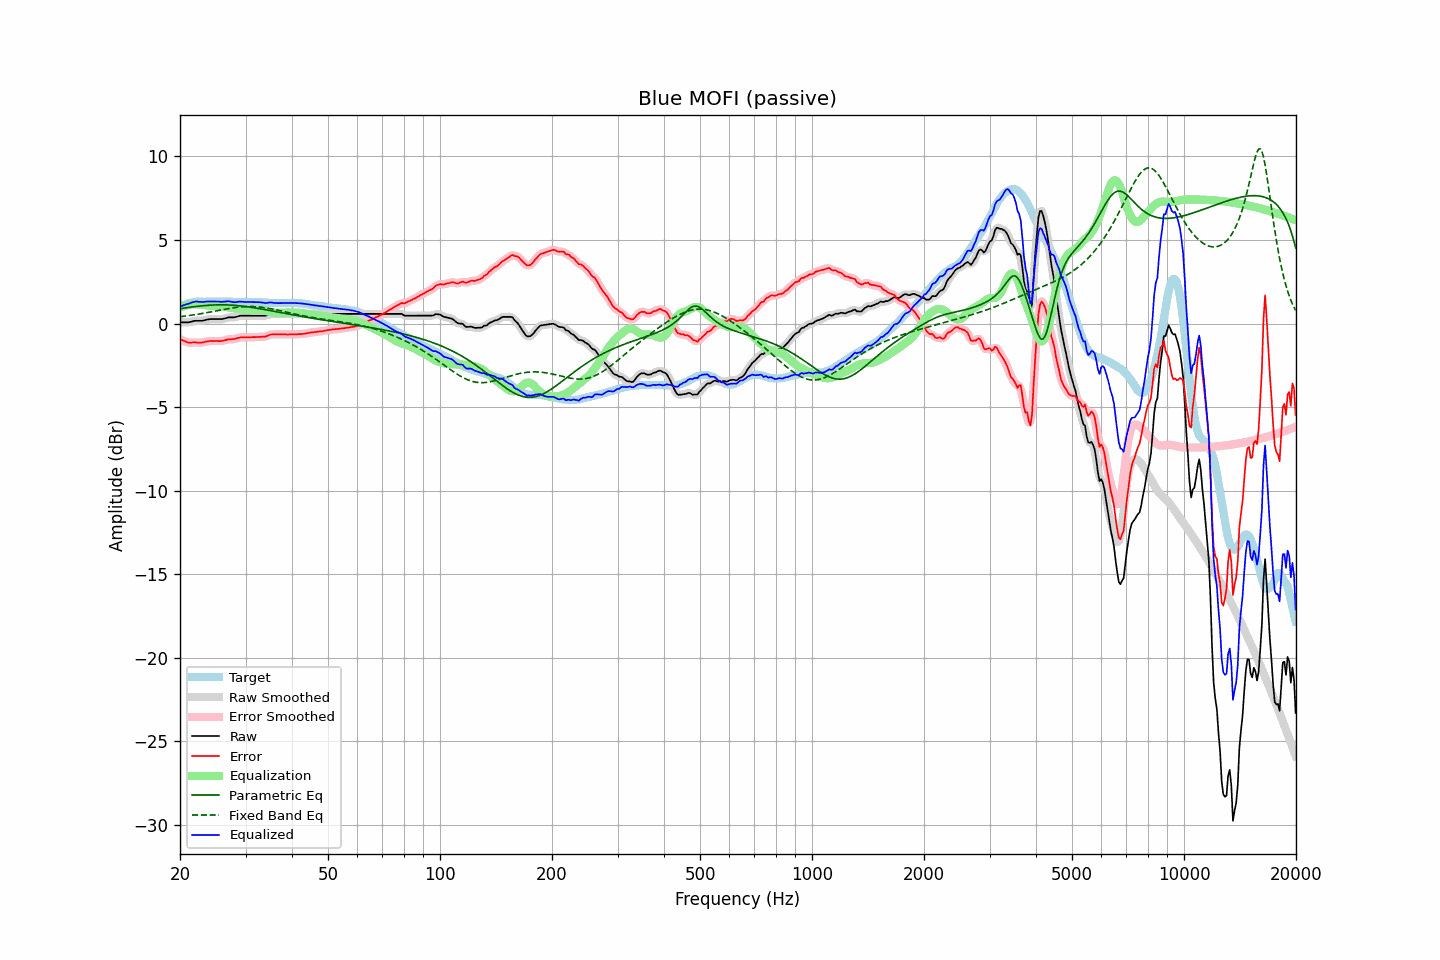 Blue MOFI (passive)
Amplitude (dBr)
10
5
0
−5
−10
−15
−20
−25
−30
Target
Raw Smoothed
Error Smoothed
Raw
Error
Equalization
Parametric Eq
Fixed Band Eq
Equalized
20 50 100 200 500 1000 2000 5000 10000 20000
Frequency (Hz)